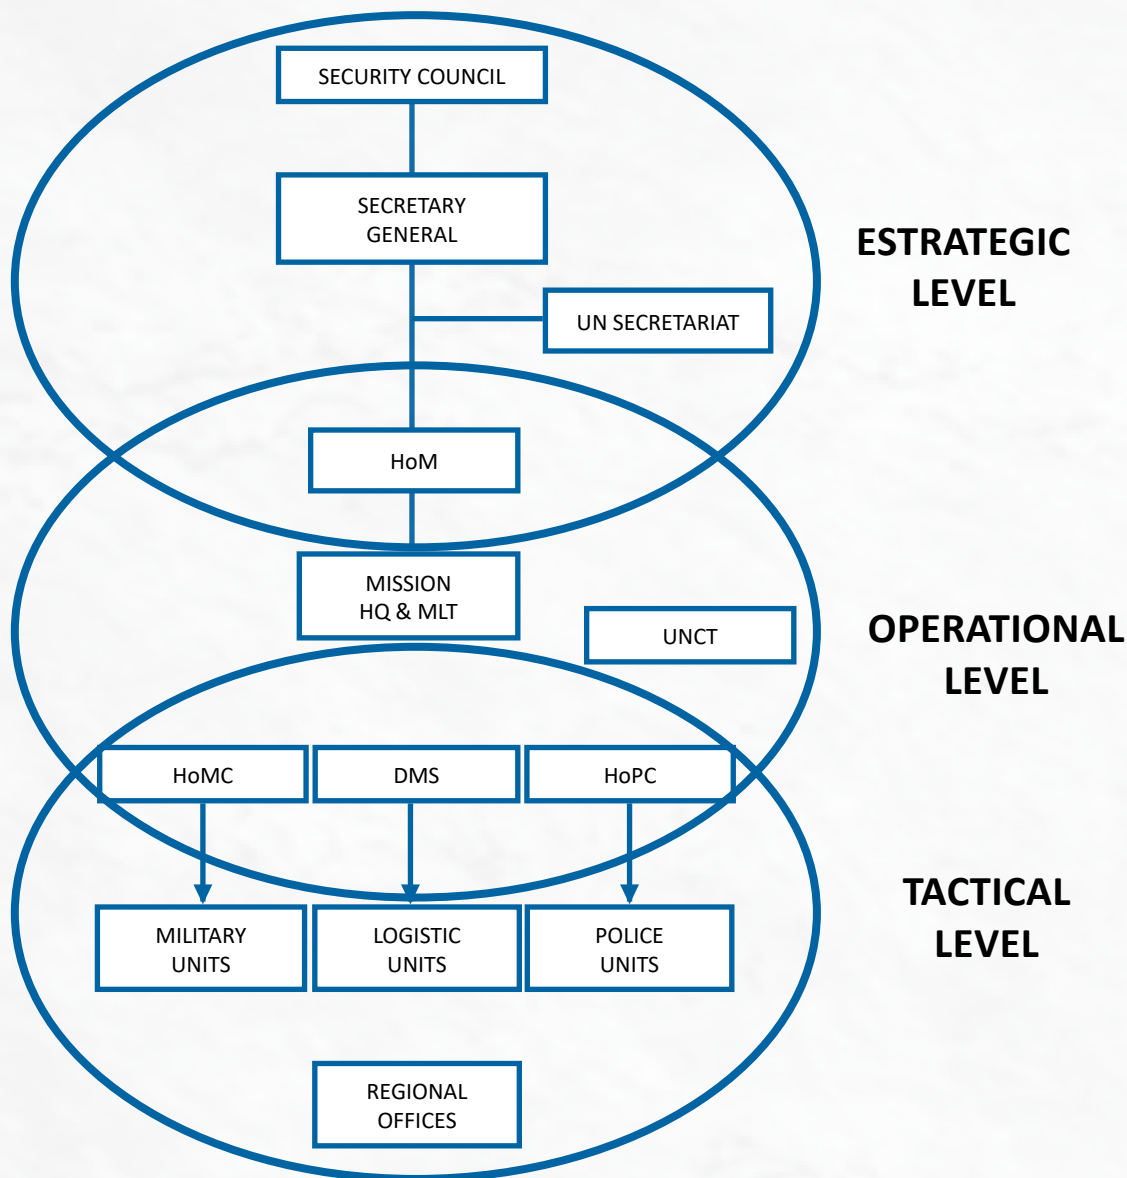 SECURITY COUNCIL
SECRETARY
GENERAL
ESTRATEGIC
LEVEL
UN SECRETARIAT
HoM
MISSION
HQ & MLT
UNCT
OPERATIONAL
LEVEL
HoMC
DMS
HoPC
TACTICAL
LEVEL
MILITARY
UNITS
LOGISTIC
UNITS
POLICE
UNITS
REGIONAL
OFFICES